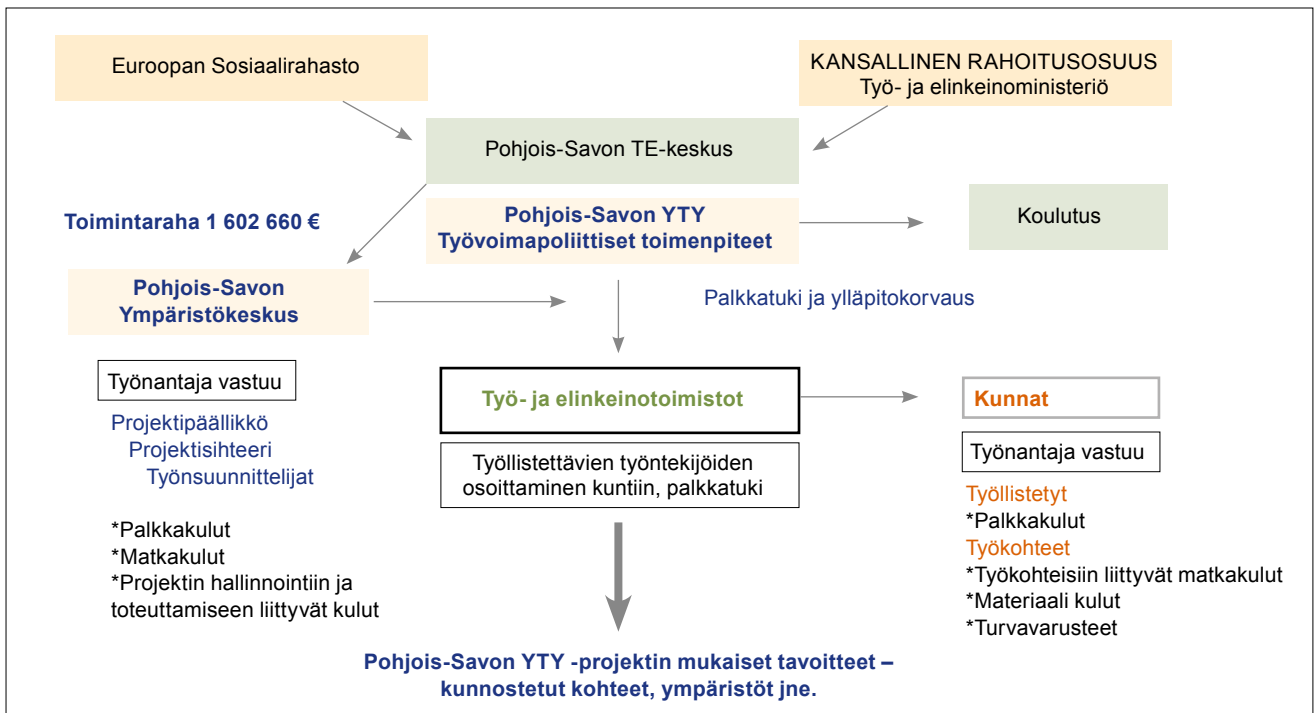 Euroopan Sosiaalirahasto
KANSALLINEN RAHOITUSOSUUS
Työ- ja elinkeinoministeriö
Pohjois-Savon TE-keskus
Toimintaraha 1 602 660 €
Pohjois-Savon YTY
Työvoimapoliittiset toimenpiteet
Koulutus
Pohjois-Savon
Ympäristökeskus
Palkkatuki ja ylläpitokorvaus
Työnantaja vastuu
Projektipäällikkö
Projektisihteeri
Työnsuunnittelijat
*Palkkakulut
*Matkakulut
*Projektin hallinnointiin ja
toteuttamiseen liittyvät kulut
Työ- ja elinkeinotoimistot
Työllistettävien työntekijöiden
osoittaminen kuntiin, palkkatuki
Kunnat
Työnantaja vastuu
Työllistetyt
*Palkkakulut
Työkohteet
*Työkohteisiin liittyvät matkakulut
*Materiaali kulut
*Turvavarusteet
Pohjois-Savon YTY -projektin mukaiset tavoitteet –
kunnostetut kohteet, ympäristöt jne.